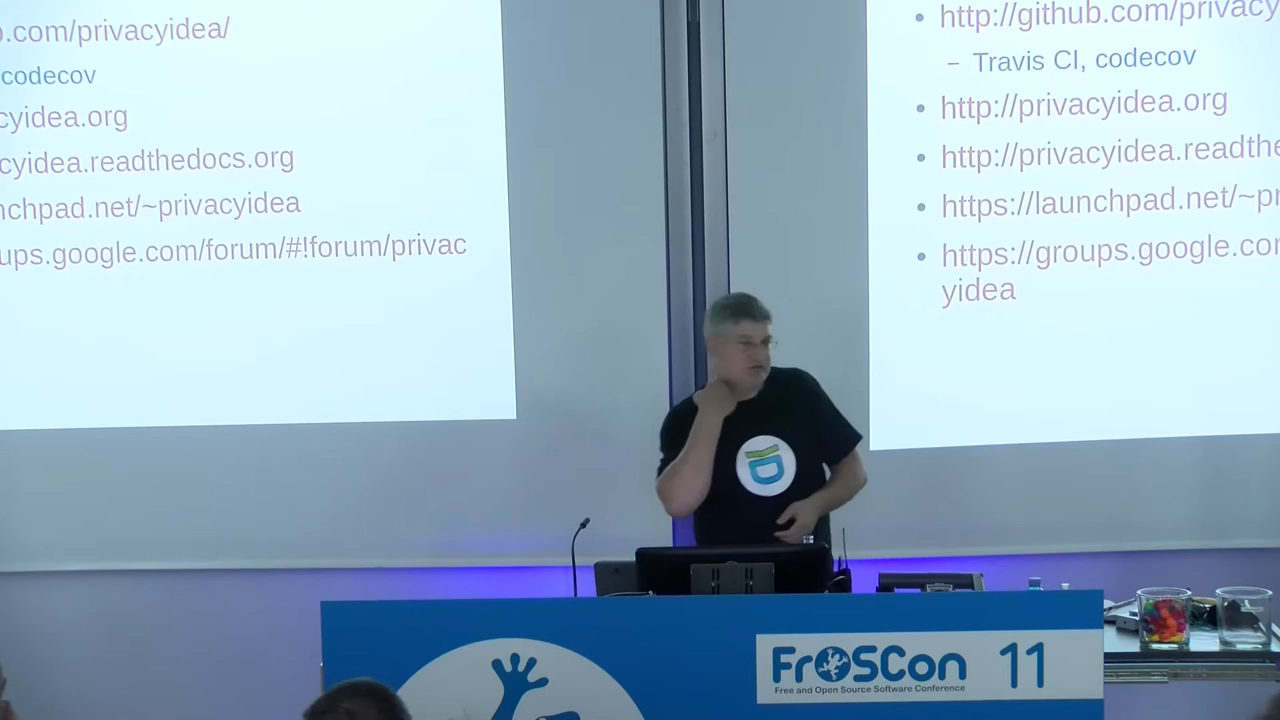 b.com/privacyidea/
codecov
cyidea.org
cyidea.readthedocs.org
nchpad.net/~privacyidea
ups.google.com/forum/#!forum/privac
http://github.com/privacy
– Travis CI, codecov
http://privacyidea.org
http://privacyidea.readthe
https://launchpad.net/~pr
https://groups.google.com
yidea
FrOSCon 11
Free and Open Source Software Conference